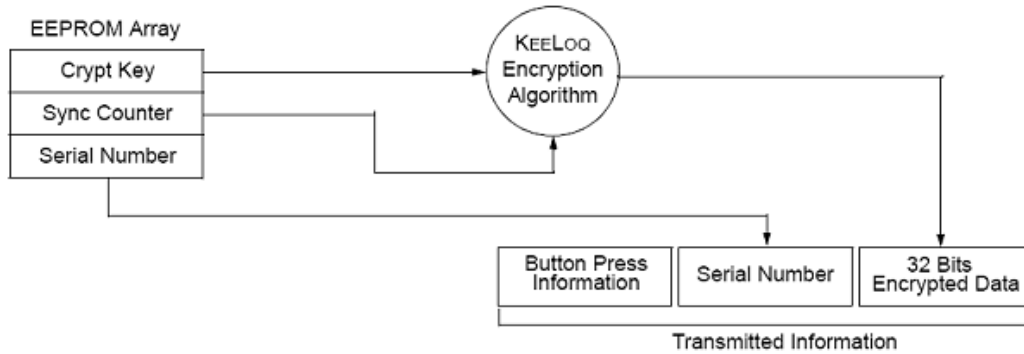 EEPROM Array
Crypt Key
Sync Counter
Serial Number
KEELOQ
Encryption
Algorithm
Button Press
Information
Serial Number
32 Bits
Encrypted Data
Transmitted Information